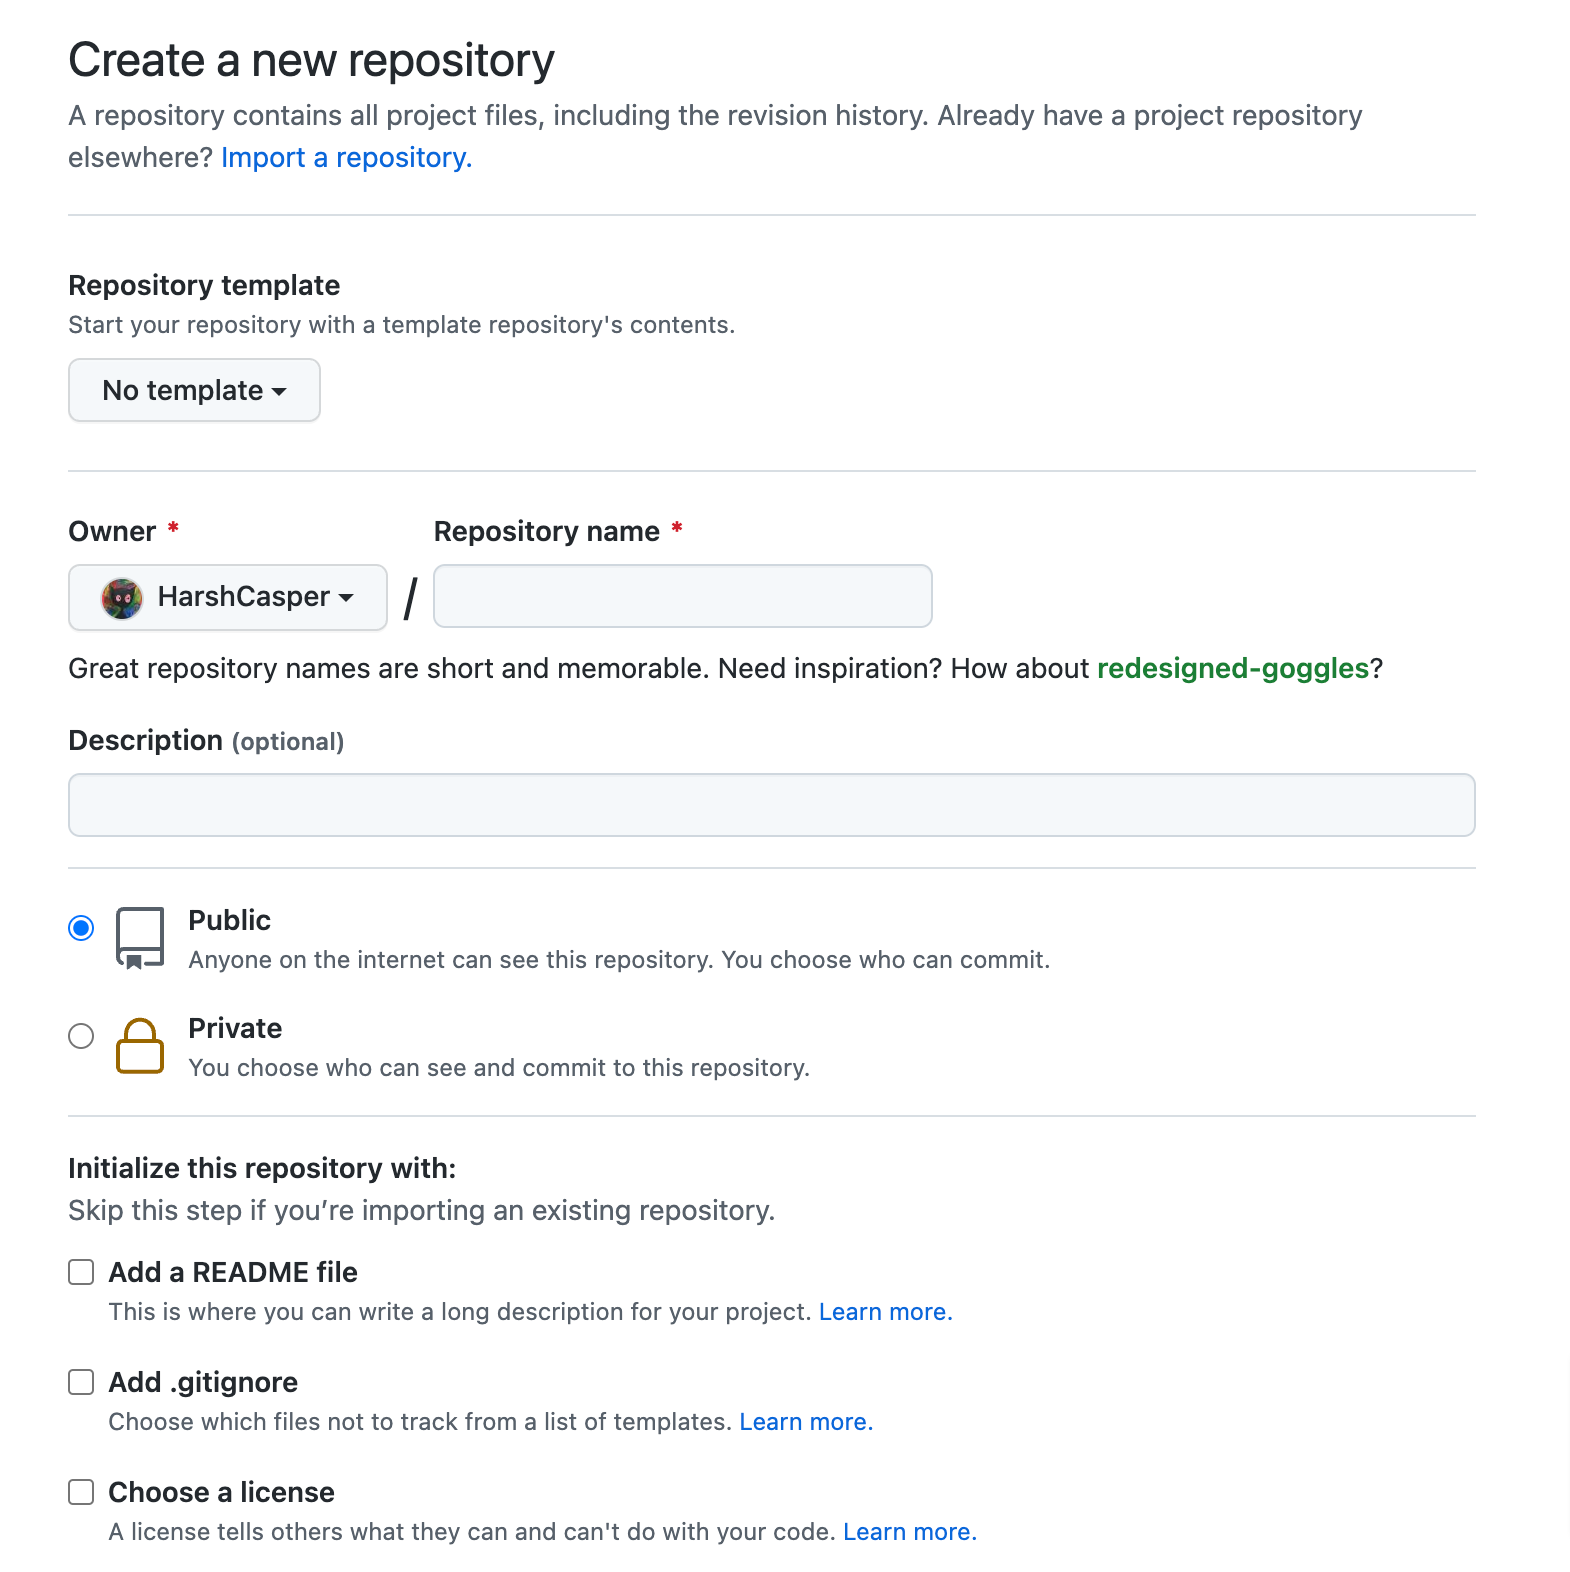 Create a new repository
A repository contains all project files, including the revision history. Already have a project repository
elsewhere? Import a repository.
Repository template
Start your repository with a template repository's contents.
No template
Owner * Repository name *
HarshCasper /
Great repository names are short and memorable. Need inspiration? How about redesigned-goggles?
Description (optional)
Public
Anyone on the internet can see this repository. You choose who can commit.
Private
You choose who can see and commit to this repository.
Initialize this repository with:
Skip this step if you’re importing an existing repository.
Add a README file
This is where you can write a long description for your project. Learn more.
Add .gitignore
Choose which files not to track from a list of templates. Learn more.
Choose a license
A license tells others what they can and can't do with your code. Learn more.